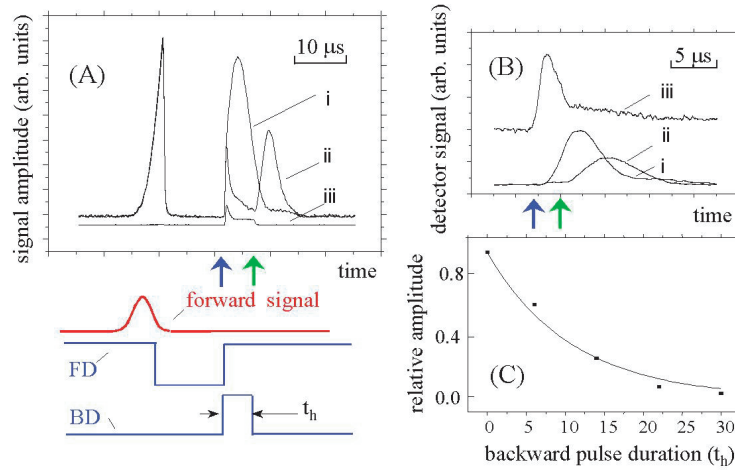 (A)
10 μs
signal amplitude (arb. units)
i
ii
iii
time
forward signal
FD
BD
t_h
(B)
5 μs
detector signal (arb. units)
iii
ii
i
time
(C)
relative amplitude
0.8
0.4
0.0
0 5 10 15 20 25 30
backward pulse duration (t_h)